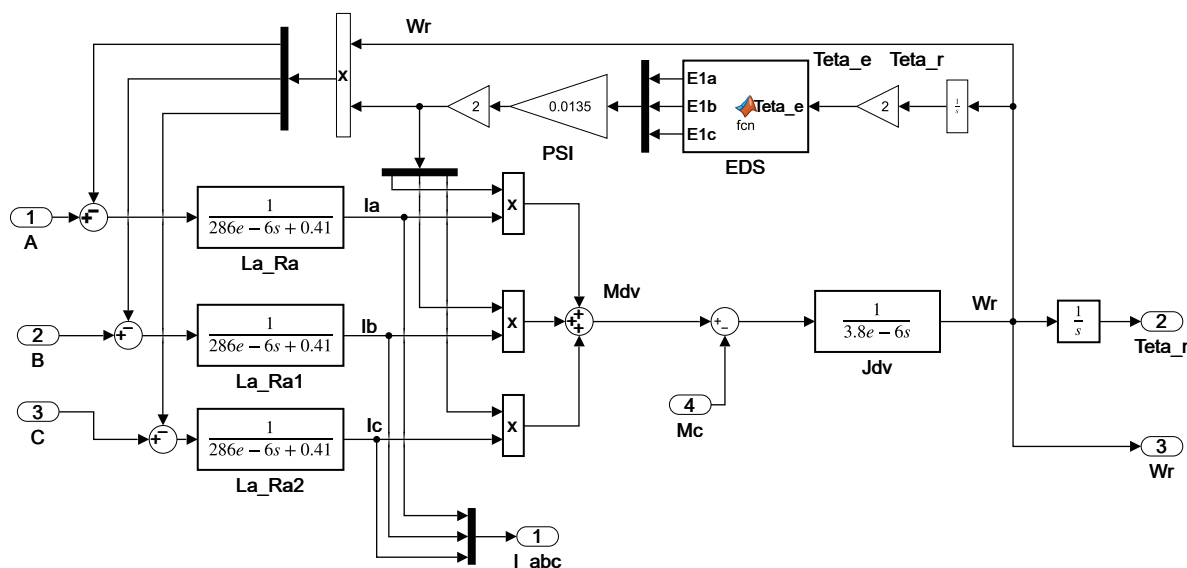 Wr
Teta_e
Teta_r
x
2
0.0135
PSI
E1a
E1b
E1c
Teta_e
fcn
EDS
2
1
s
1
A
1
286e − 6s + 0.41
La_Ra
Ia
x
Mdv
2
B
1
286e − 6s + 0.41
La_Ra1
Ib
x
1
3.8e − 6s
Jdv
Wr
1
s
2
Teta_r
3
C
1
286e − 6s + 0.41
La_Ra2
Ic
x
4
Mc
3
Wr
1
I_abc